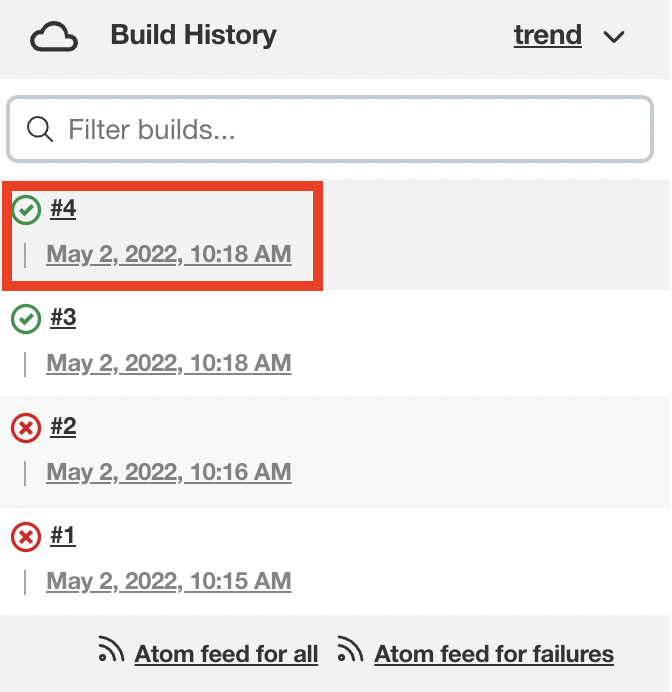 Build History trend
Filter builds...
#4
May 2, 2022, 10:18 AM
#3
May 2, 2022, 10:18 AM
#2
May 2, 2022, 10:16 AM
#1
May 2, 2022, 10:15 AM
Atom feed for all Atom feed for failures